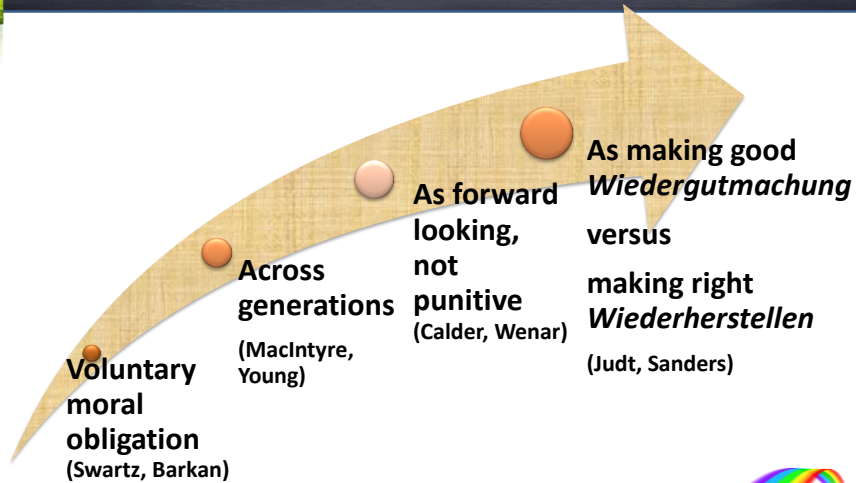 Voluntary
moral
obligation
(Swartz, Barkan)
Across
generations
(MacIntyre,
Young)
As forward
looking,
not
punitive
(Calder, Wenar)
As making good
Wiedergutmachung
versus
making right
Wiederherstellen
(Judt, Sanders)